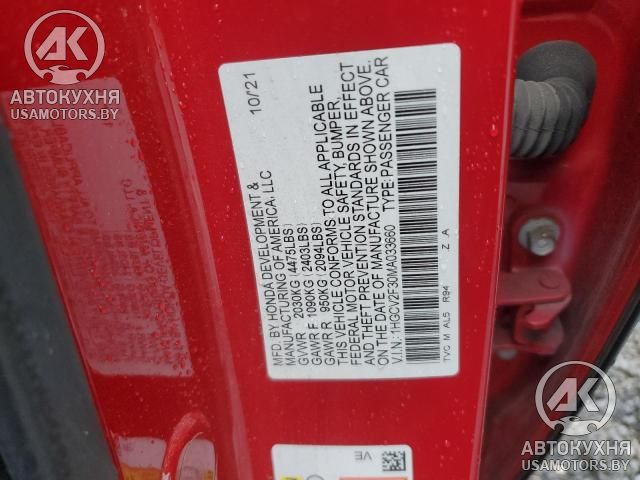 АВТОКУХНЯ
USAMOTORS.BY
MFD. BY HONDA DEVELOPMENT & 10/21
MANUFACTURING OF AMERICA, LLC
GVWR 2030KG (4475LBS)
GAWR F 1090KG (2403LBS)
GAWR R 950KG (2094LBS)
THIS VEHICLE CONFORMS TO ALL APPLICABLE
FEDERAL MOTOR VEHICLE SAFETY, BUMPER,
AND THEFT PREVENTION STANDARDS IN EFFECT
ON THE DATE OF MANUFACTURE SHOWN ABOVE.
V.I.N.: 1HGCV2F30MA033660 TYPE: PASSENGER CAR
TVC M AL5 R94 Z A
VE
АВТОКУХНЯ
USAMOTORS.BY